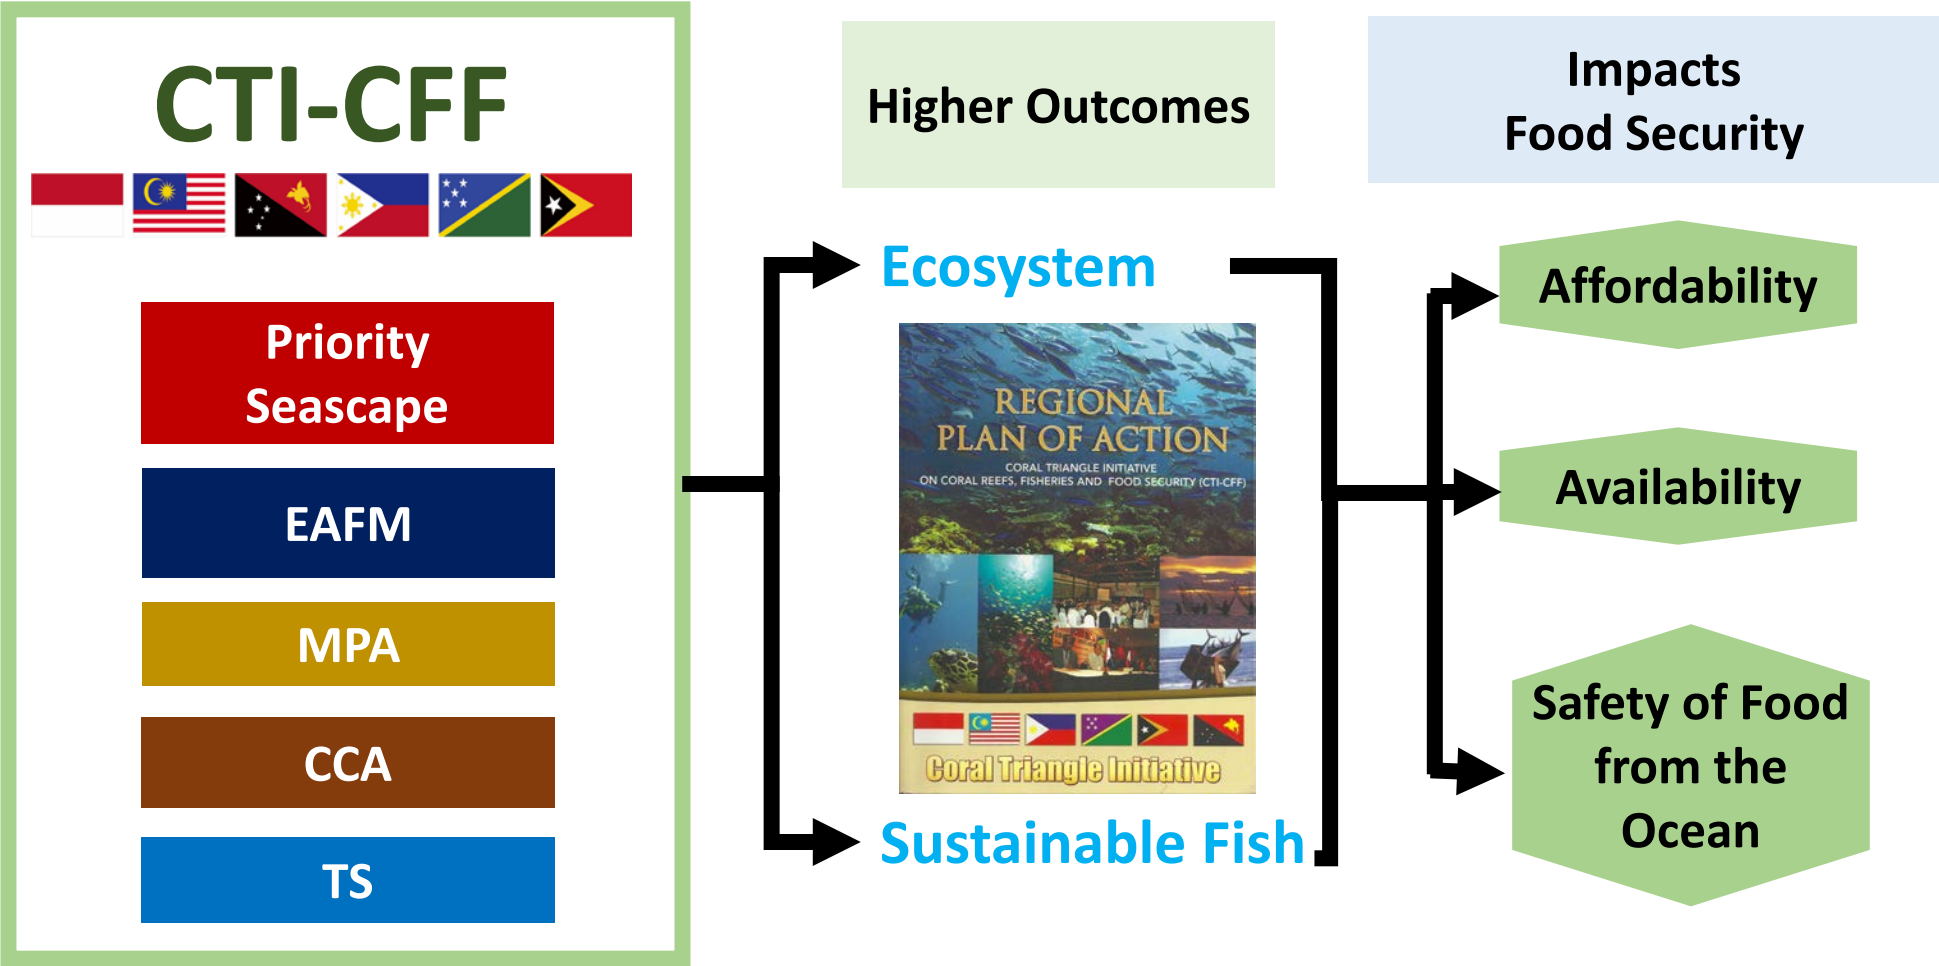 CTI-CFF
Priority
Seascape
EAFM
MPA
CCA
TS
Higher Outcomes
Ecosystem
REGIONAL
PLAN OF ACTION
CORAL TRIANGLE INITIATIVE
ON CORAL REEFS, FISHERIES AND FOOD SECURITY (CTI-CFF)
Coral Triangle Initiative
Sustainable Fish
Impacts
Food Security
Affordability
Availability
Safety of Food
from the
Ocean